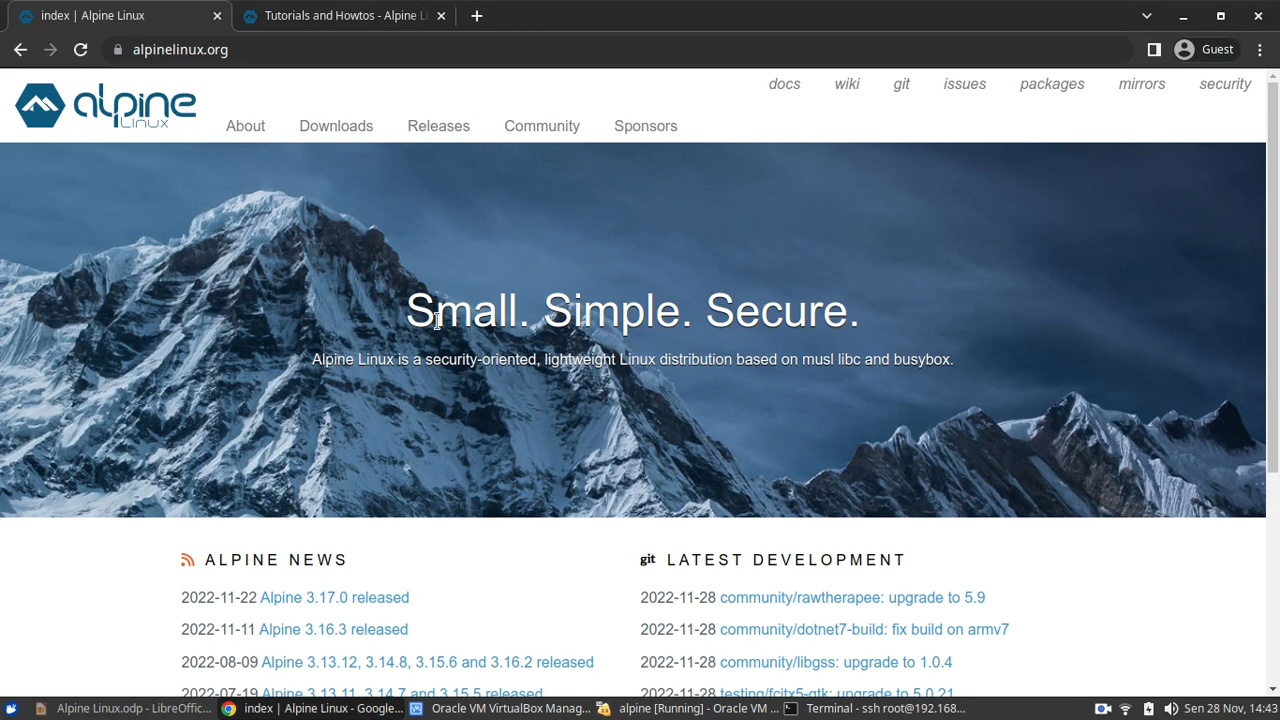 index | Alpine Linux
Tutorials and Howtos - Alpine L
alpinelinux.org
Guest
docs wiki git issues packages mirrors security
alpine
Linux
About Downloads Releases Community Sponsors
Small. Simple. Secure.
Alpine Linux is a security-oriented, lightweight Linux distribution based on musl libc and busybox.
ALPINE NEWS
2022-11-22 Alpine 3.17.0 released
2022-11-11 Alpine 3.16.3 released
2022-08-09 Alpine 3.13.12, 3.14.8, 3.15.6 and 3.16.2 released
2022-07-19 Alpine 3.13.11, 3.14.7 and 3.15.5 released
git LATEST DEVELOPMENT
2022-11-28 community/rawtherapee: upgrade to 5.9
2022-11-28 community/dotnet7-build: fix build on armv7
2022-11-28 community/libgss: upgrade to 1.0.4
2022-11-28 testing/fcitx5-gtk: upgrade to 5.0.21
Alpine Linux.odp - LibreOffic...
index | Alpine Linux - Google...
Oracle VM VirtualBox Manag...
alpine [Running] - Oracle VM ...
Terminal - ssh root@192.168...
Sen 28 Nov, 14:43